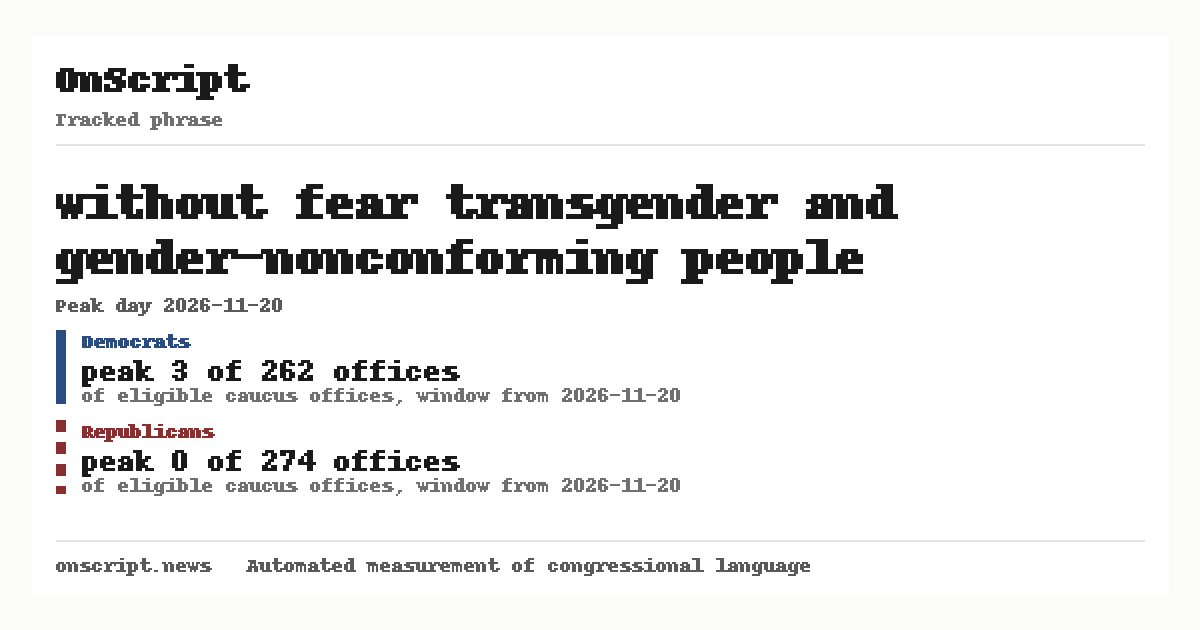 OnScript
Tracked phrase
without fear transgender and
gender-nonconforming people
Peak day 2026-11-20
Democrats
peak 3 of 262 offices
of eligible caucus offices, window from 2026-11-20
Republicans
peak 0 of 274 offices
of eligible caucus offices, window from 2026-11-20
onscript.news Automated measurement of congressional language